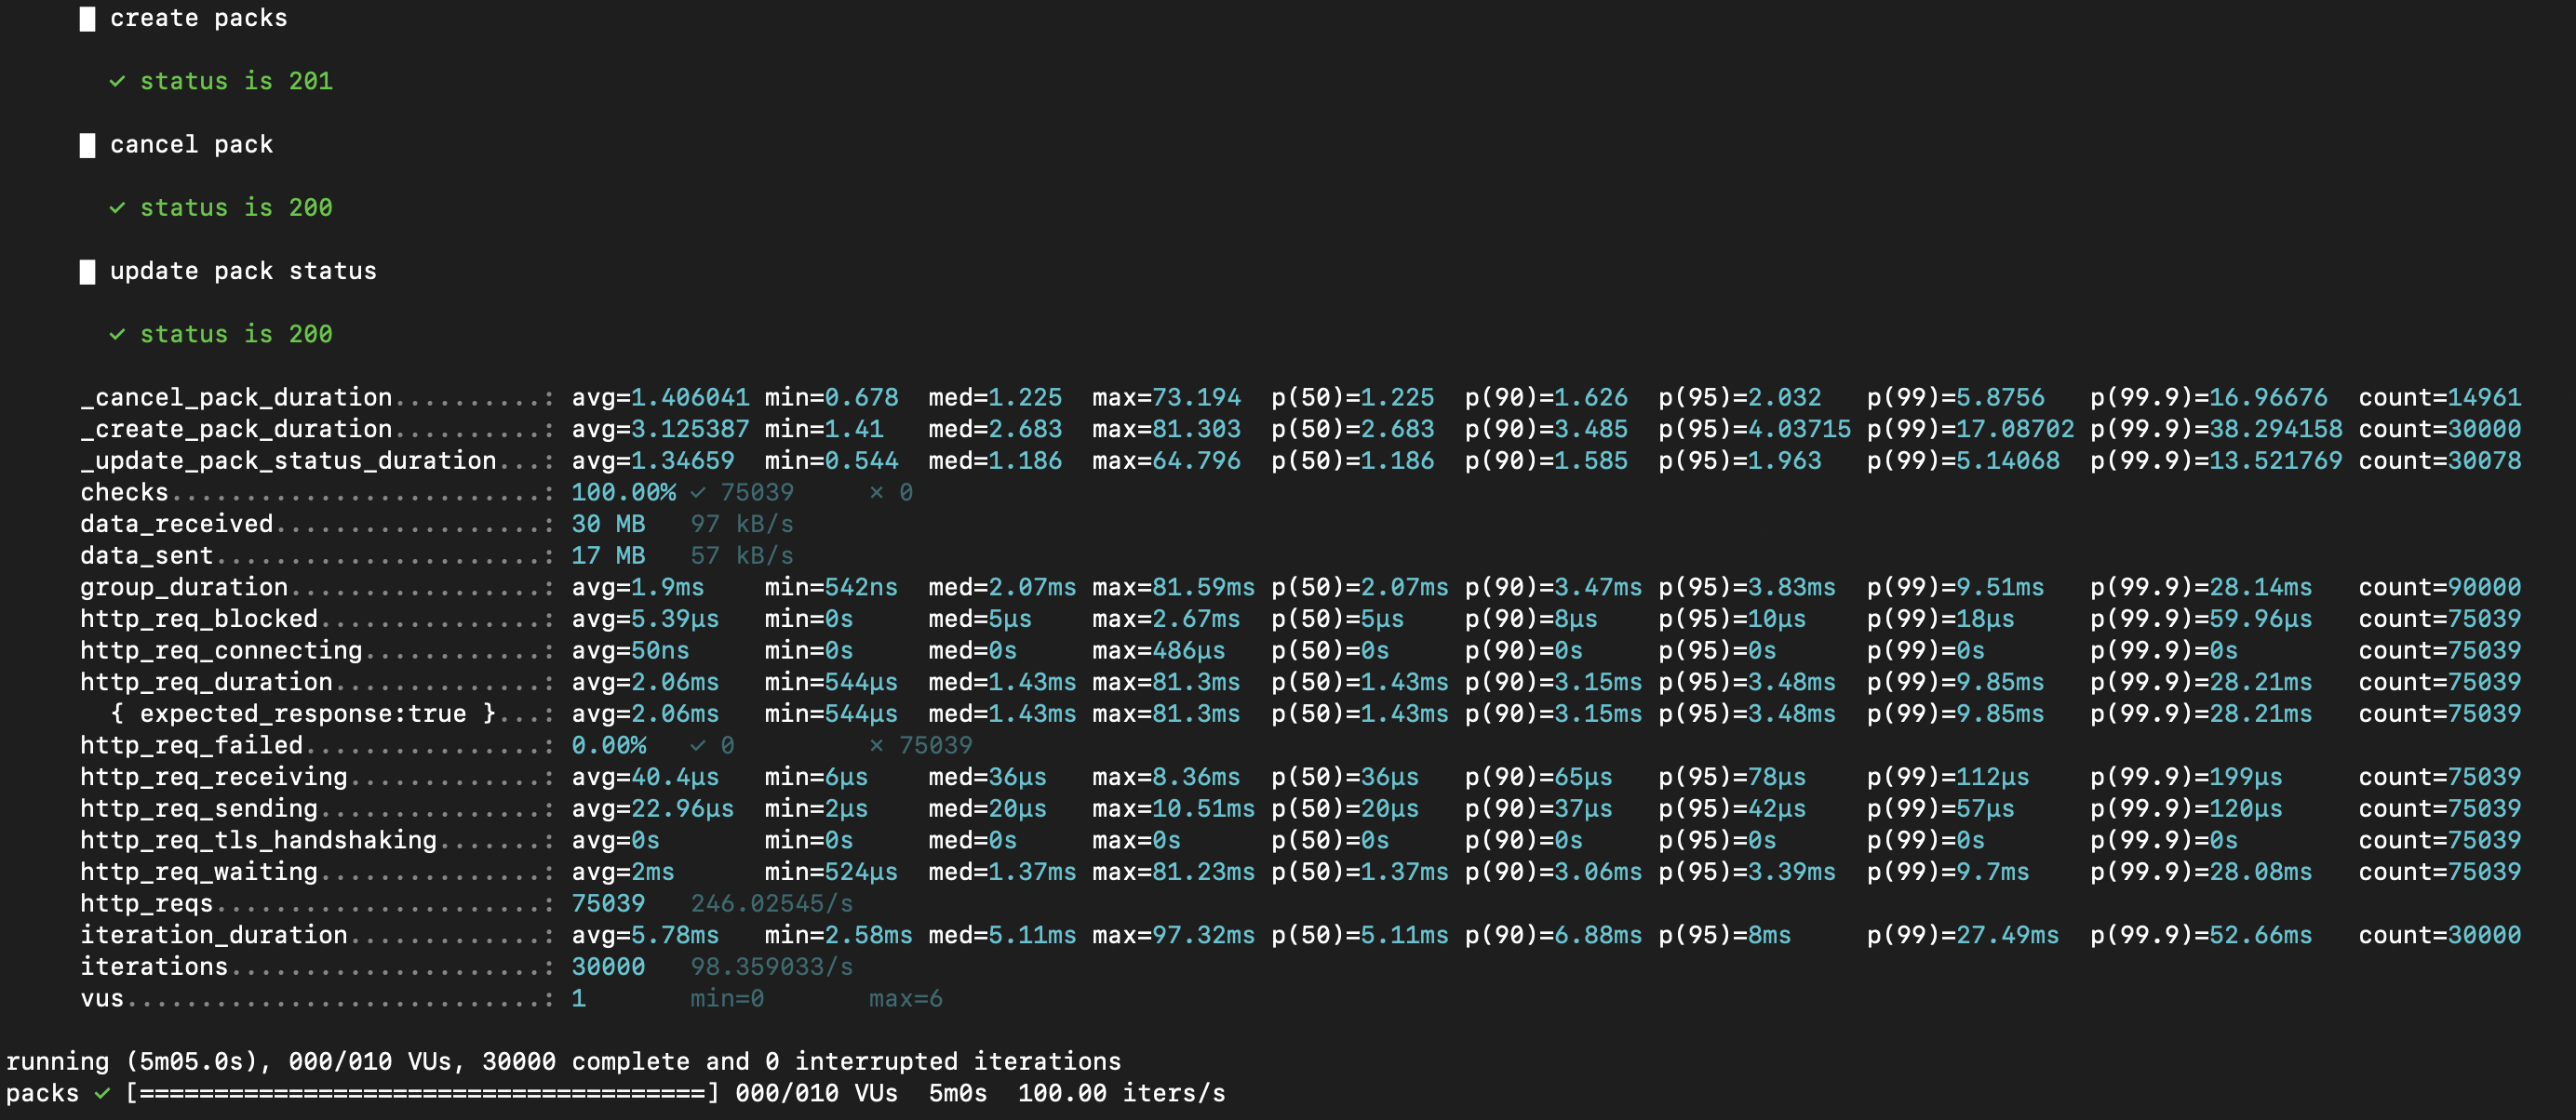 █ create packs
✓ status is 201
█ cancel pack
✓ status is 200
█ update pack status
✓ status is 200
_cancel_pack_duration..........: avg=1.406041 min=0.678 med=1.225 max=73.194 p(50)=1.225 p(90)=1.626 p(95)=2.032 p(99)=5.8756 p(99.9)=16.96676 count=14961
_create_pack_duration..........: avg=3.125387 min=1.41 med=2.683 max=81.303 p(50)=2.683 p(90)=3.485 p(95)=4.03715 p(99)=17.08702 p(99.9)=38.294158 count=30000
_update_pack_status_duration...: avg=1.34659 min=0.544 med=1.186 max=64.796 p(50)=1.186 p(90)=1.585 p(95)=1.963 p(99)=5.14068 p(99.9)=13.521769 count=30078
checks.........................: 100.00% ✓ 75039 ✗ 0
data_received..................: 30 MB 97 kB/s
data_sent......................: 17 MB 57 kB/s
group_duration.................: avg=1.9ms min=542ns med=2.07ms max=81.59ms p(50)=2.07ms p(90)=3.47ms p(95)=3.83ms p(99)=9.51ms p(99.9)=28.14ms count=90000
http_req_blocked...............: avg=5.39µs min=0s med=5µs max=2.67ms p(50)=5µs p(90)=8µs p(95)=10µs p(99)=18µs p(99.9)=59.96µs count=75039
http_req_connecting............: avg=50ns min=0s med=0s max=486µs p(50)=0s p(90)=0s p(95)=0s p(99)=0s p(99.9)=0s count=75039
http_req_duration..............: avg=2.06ms min=544µs med=1.43ms max=81.3ms p(50)=1.43ms p(90)=3.15ms p(95)=3.48ms p(99)=9.85ms p(99.9)=28.21ms count=75039
{ expected_response:true }...: avg=2.06ms min=544µs med=1.43ms max=81.3ms p(50)=1.43ms p(90)=3.15ms p(95)=3.48ms p(99)=9.85ms p(99.9)=28.21ms count=75039
http_req_failed................: 0.00% ✓ 0 ✗ 75039
http_req_receiving.............: avg=40.4µs min=6µs med=36µs max=8.36ms p(50)=36µs p(90)=65µs p(95)=78µs p(99)=112µs p(99.9)=199µs count=75039
http_req_sending...............: avg=22.96µs min=2µs med=20µs max=10.51ms p(50)=20µs p(90)=37µs p(95)=42µs p(99)=57µs p(99.9)=120µs count=75039
http_req_tls_handshaking.......: avg=0s min=0s med=0s max=0s p(50)=0s p(90)=0s p(95)=0s p(99)=0s p(99.9)=0s count=75039
http_req_waiting...............: avg=2ms min=524µs med=1.37ms max=81.23ms p(50)=1.37ms p(90)=3.06ms p(95)=3.39ms p(99)=9.7ms p(99.9)=28.08ms count=75039
http_reqs......................: 75039 246.02545/s
iteration_duration.............: avg=5.78ms min=2.58ms med=5.11ms max=97.32ms p(50)=5.11ms p(90)=6.88ms p(95)=8ms p(99)=27.49ms p(99.9)=52.66ms count=30000
iterations.....................: 30000 98.359033/s
vus............................: 1 min=0 max=6
running (5m05.0s), 000/010 VUs, 30000 complete and 0 interrupted iterations
packs ✓ [======================================] 000/010 VUs 5m0s 100.00 iters/s